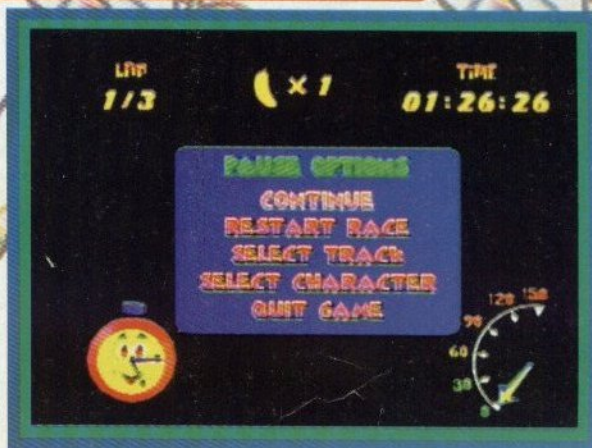 LAP
1/3
× 1
TIME
01:26:26
PAUSE OPTIONS
CONTINUE
RESTART RACE
SELECT TRACK
SELECT CHARACTER
QUIT GAME
150
120
90
60
30
0